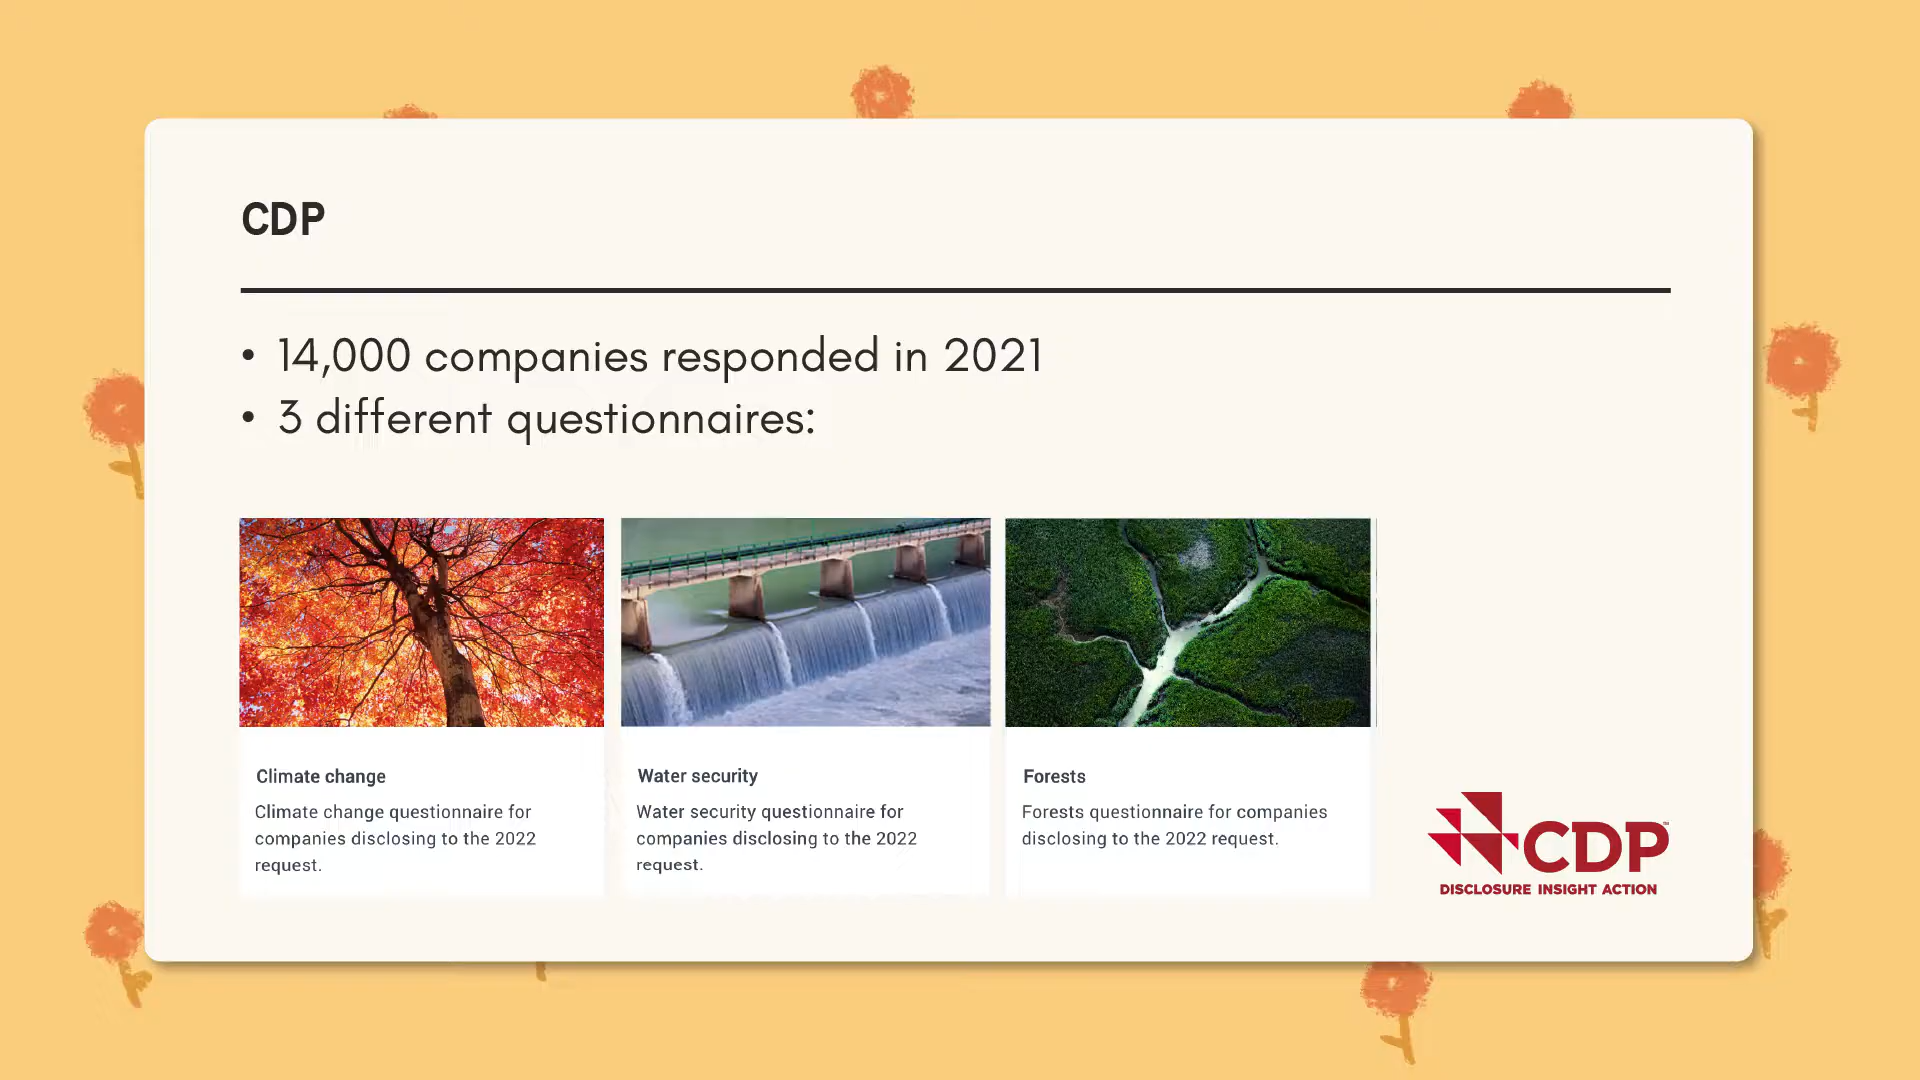 CDP
• 14,000 companies responded in 2021
• 3 different questionnaires:
Climate change
Climate change questionnaire for
companies disclosing to the 2022
request.
Water security
Water security questionnaire for
companies disclosing to the 2022
request.
Forests
Forests questionnaire for companies
disclosing to the 2022 request.
CDP™
DISCLOSURE INSIGHT ACTION